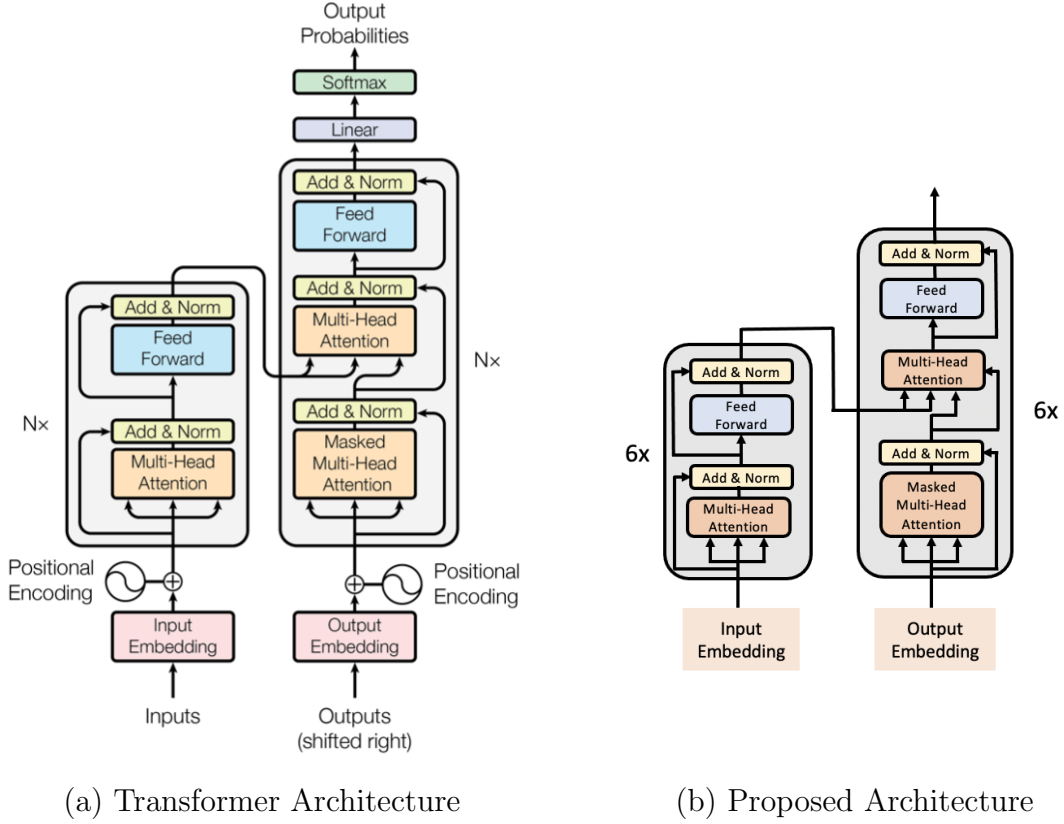 Output
Probabilities
Softmax
Linear
Add & Norm
Feed
Forward
Add & Norm
Multi-Head
Attention
Add & Norm
Masked
Multi-Head
Attention
N×
Add & Norm
Feed
Forward
Add & Norm
Multi-Head
Attention
N×
Positional
Encoding
Positional
Encoding
Input
Embedding
Output
Embedding
Inputs
Outputs
(shifted right)
(a) Transformer Architecture
Add & Norm
Feed
Forward
Multi-Head
Attention
Add & Norm
Masked
Multi-Head
Attention
6x
Add & Norm
Feed
Forward
Add & Norm
Multi-Head
Attention
6x
Input
Embedding
Output
Embedding
(b) Proposed Architecture